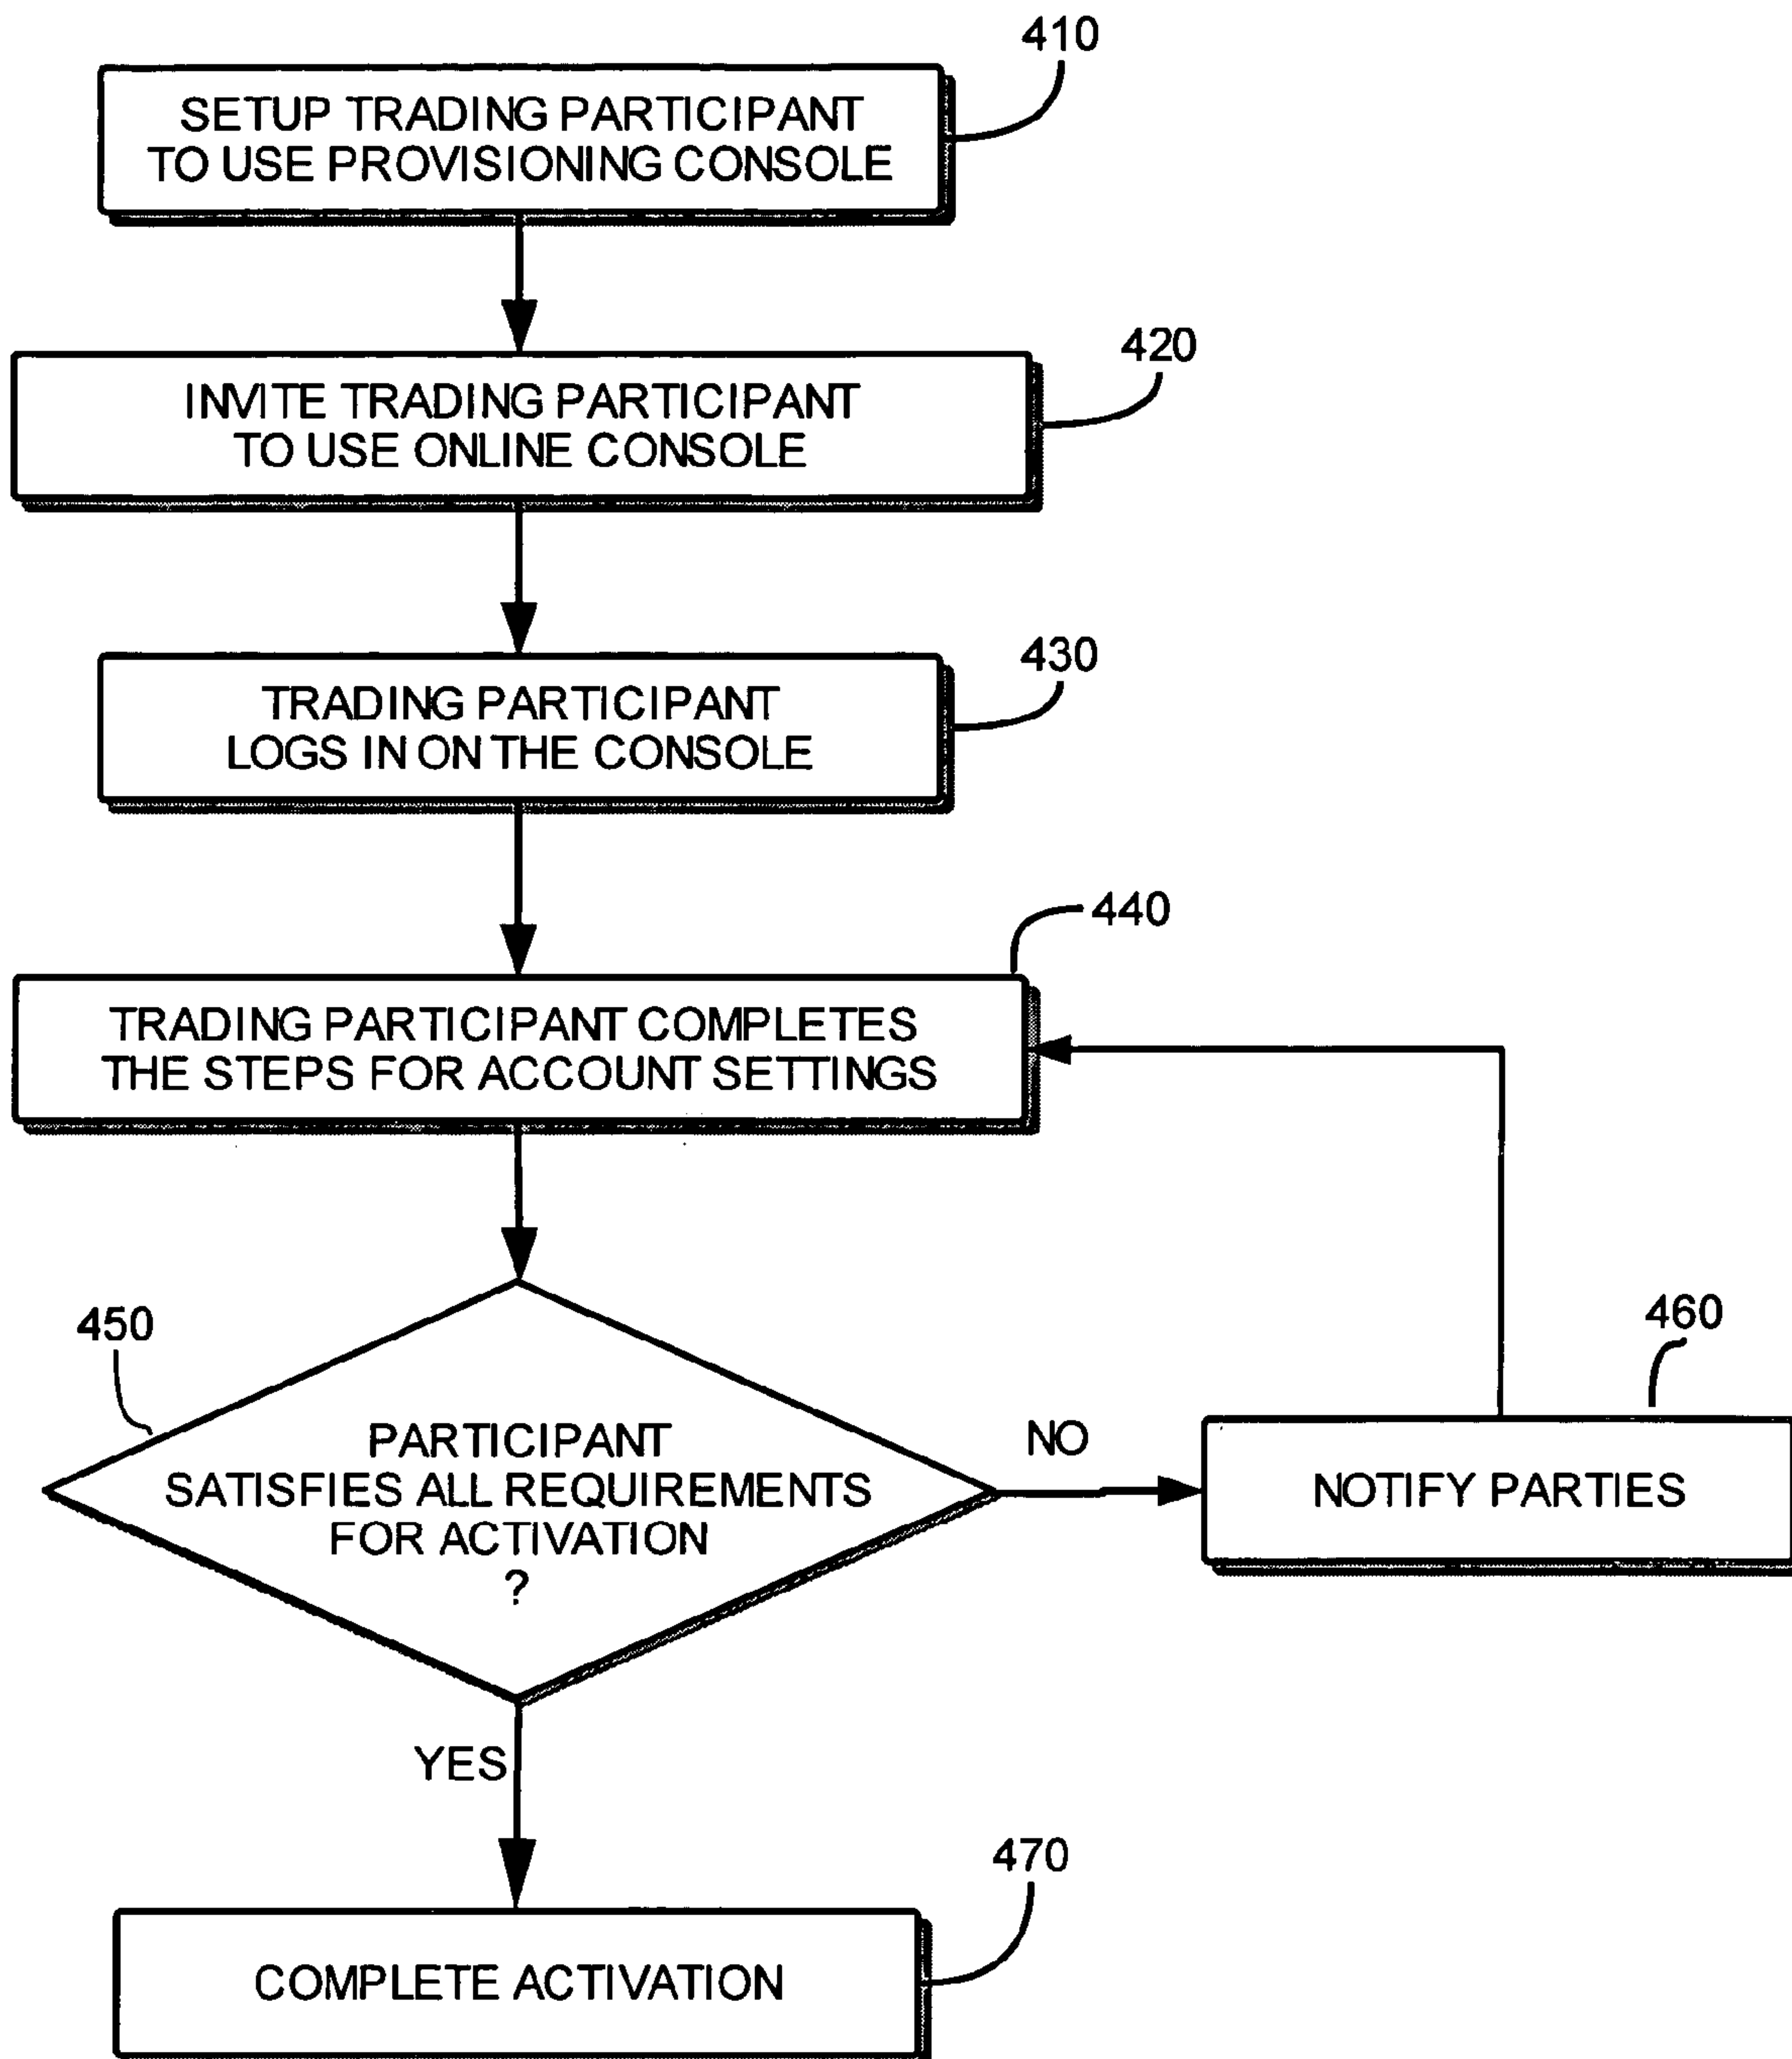 410
SETUP TRADING PARTICIPANT
TO USE PROVISIONING CONSOLE
420
INVITE TRADING PARTICIPANT
TO USE ONLINE CONSOLE
430
TRADING PARTICIPANT
LOGS IN ON THE CONSOLE
440
TRADING PARTICIPANT COMPLETES
THE STEPS FOR ACCOUNT SETTINGS
450
PARTICIPANT
SATISFIES ALL REQUIREMENTS
FOR ACTIVATION
?
NO
460
NOTIFY PARTIES
YES
470
COMPLETE ACTIVATION